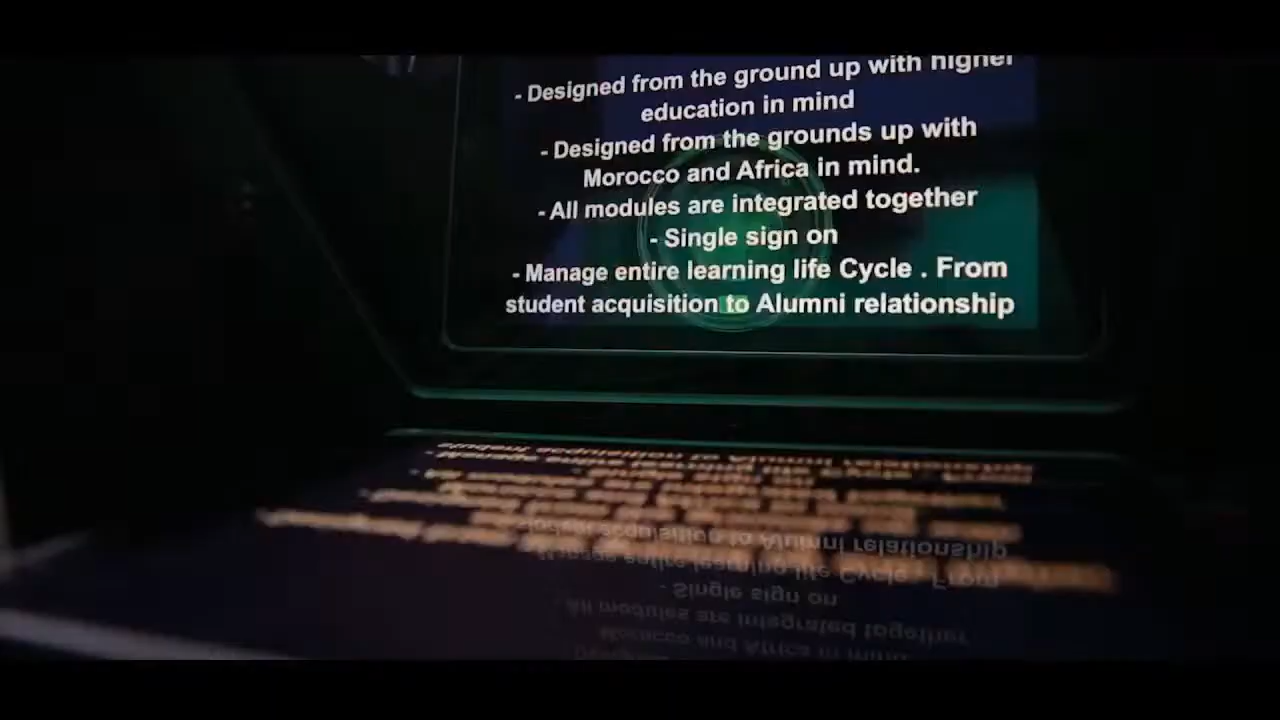 - Designed from the ground up with higher
education in mind
- Designed from the grounds up with
Morocco and Africa in mind.
- All modules are integrated together
- Single sign on
- Manage entire learning life Cycle . From
student acquisition to Alumni relationship